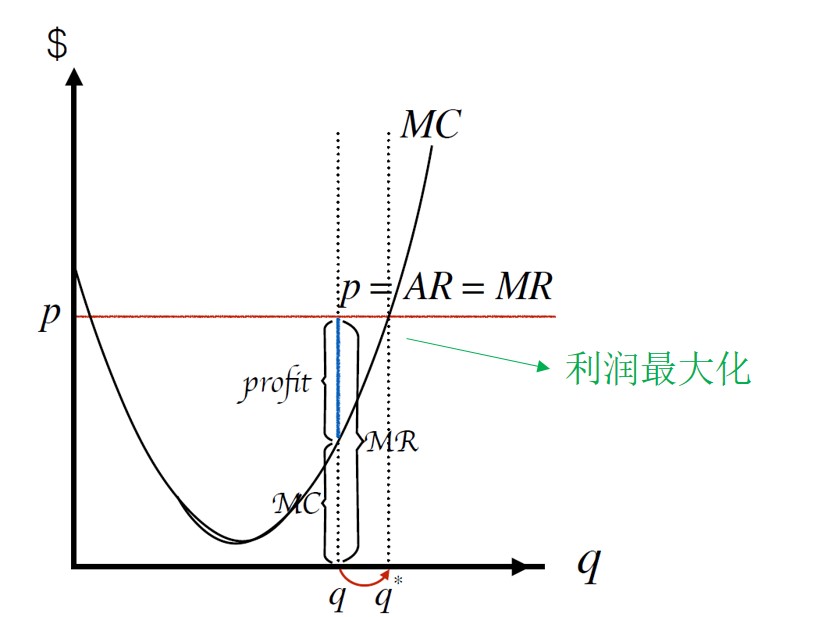 $
MC
p = AR = MR
p
利润最大化
profit
MR
MC
q
q
q*